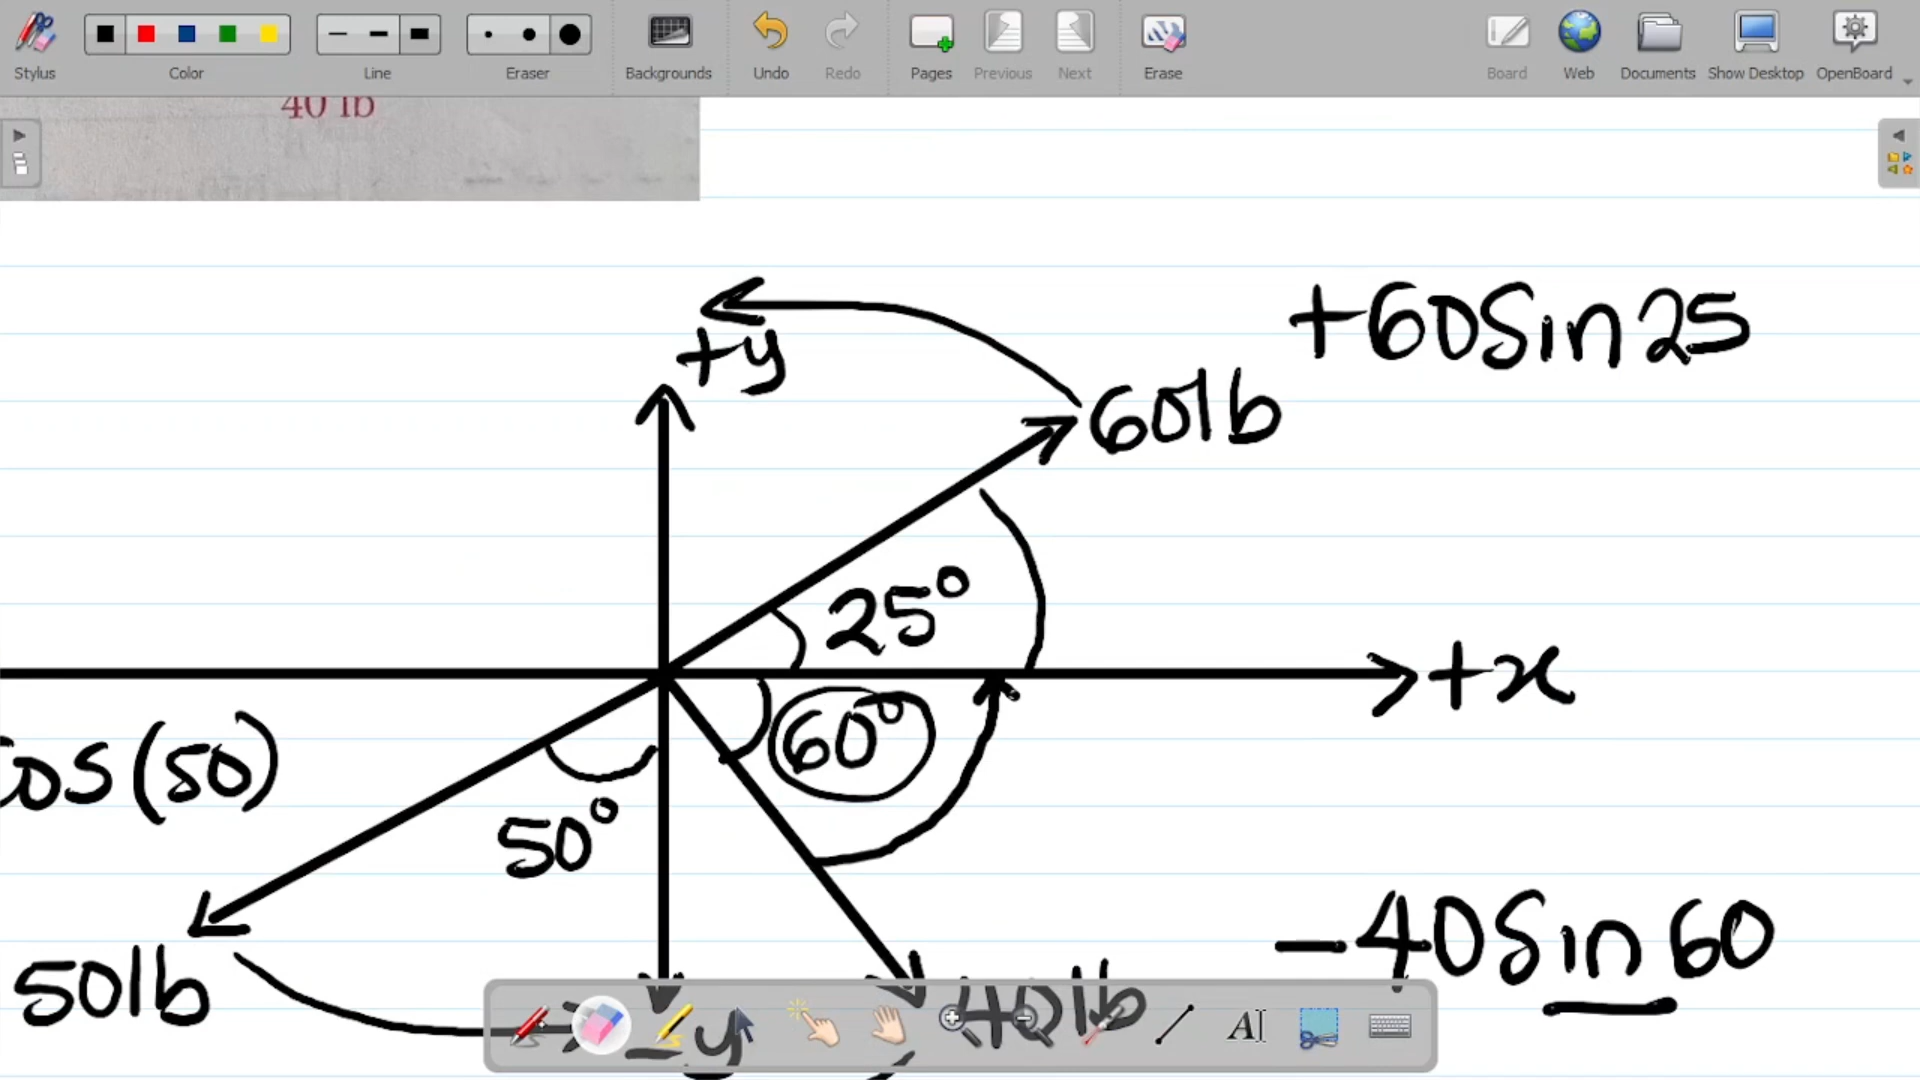 Stylus Color Line Eraser Backgrounds Undo Redo Pages Previous Next Erase Board Web Documents Show Desktop OpenBoard
40 lb
+60Sin25
+y
60lb
25°
+x
60°
cos(50)
50°
-40Sin60
50lb
40lb
-y